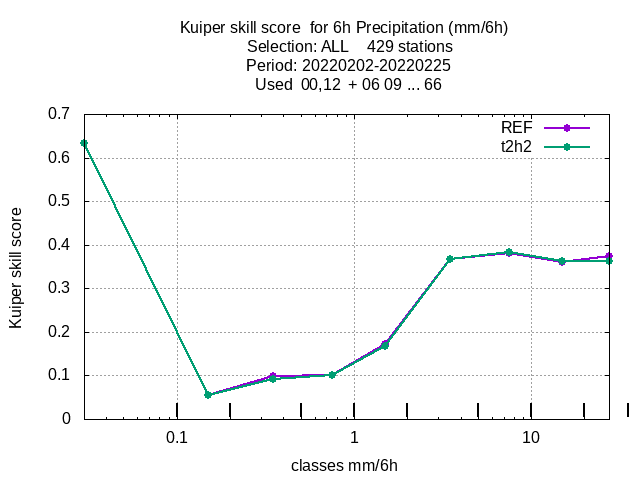 Kuiper skill score  for 6h Precipitation (mm/6h)
Selection: ALL    429 stations
Period: 20220202-20220225
Used  00,12  + 06 09 ... 66
REF
t2h2
Kuiper skill score
0.7
0.6
0.5
0.4
0.3
0.2
0.1
0
0.1
1
10
classes mm/6h